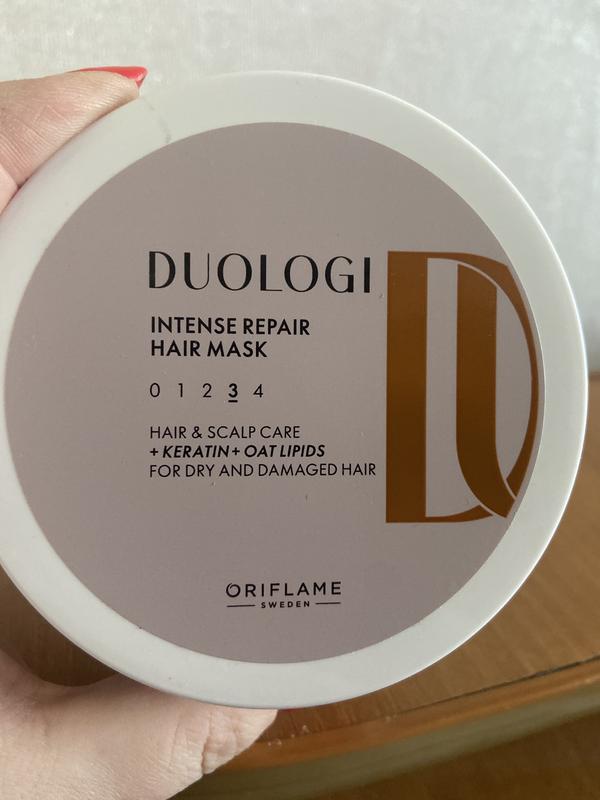 DUOLOGI
INTENSE REPAIR
HAIR MASK
0 1 2 3 4
HAIR & SCALP CARE
+ KERATIN + OAT LIPIDS
FOR DRY AND DAMAGED HAIR
D
ORIFLAME
SWEDEN